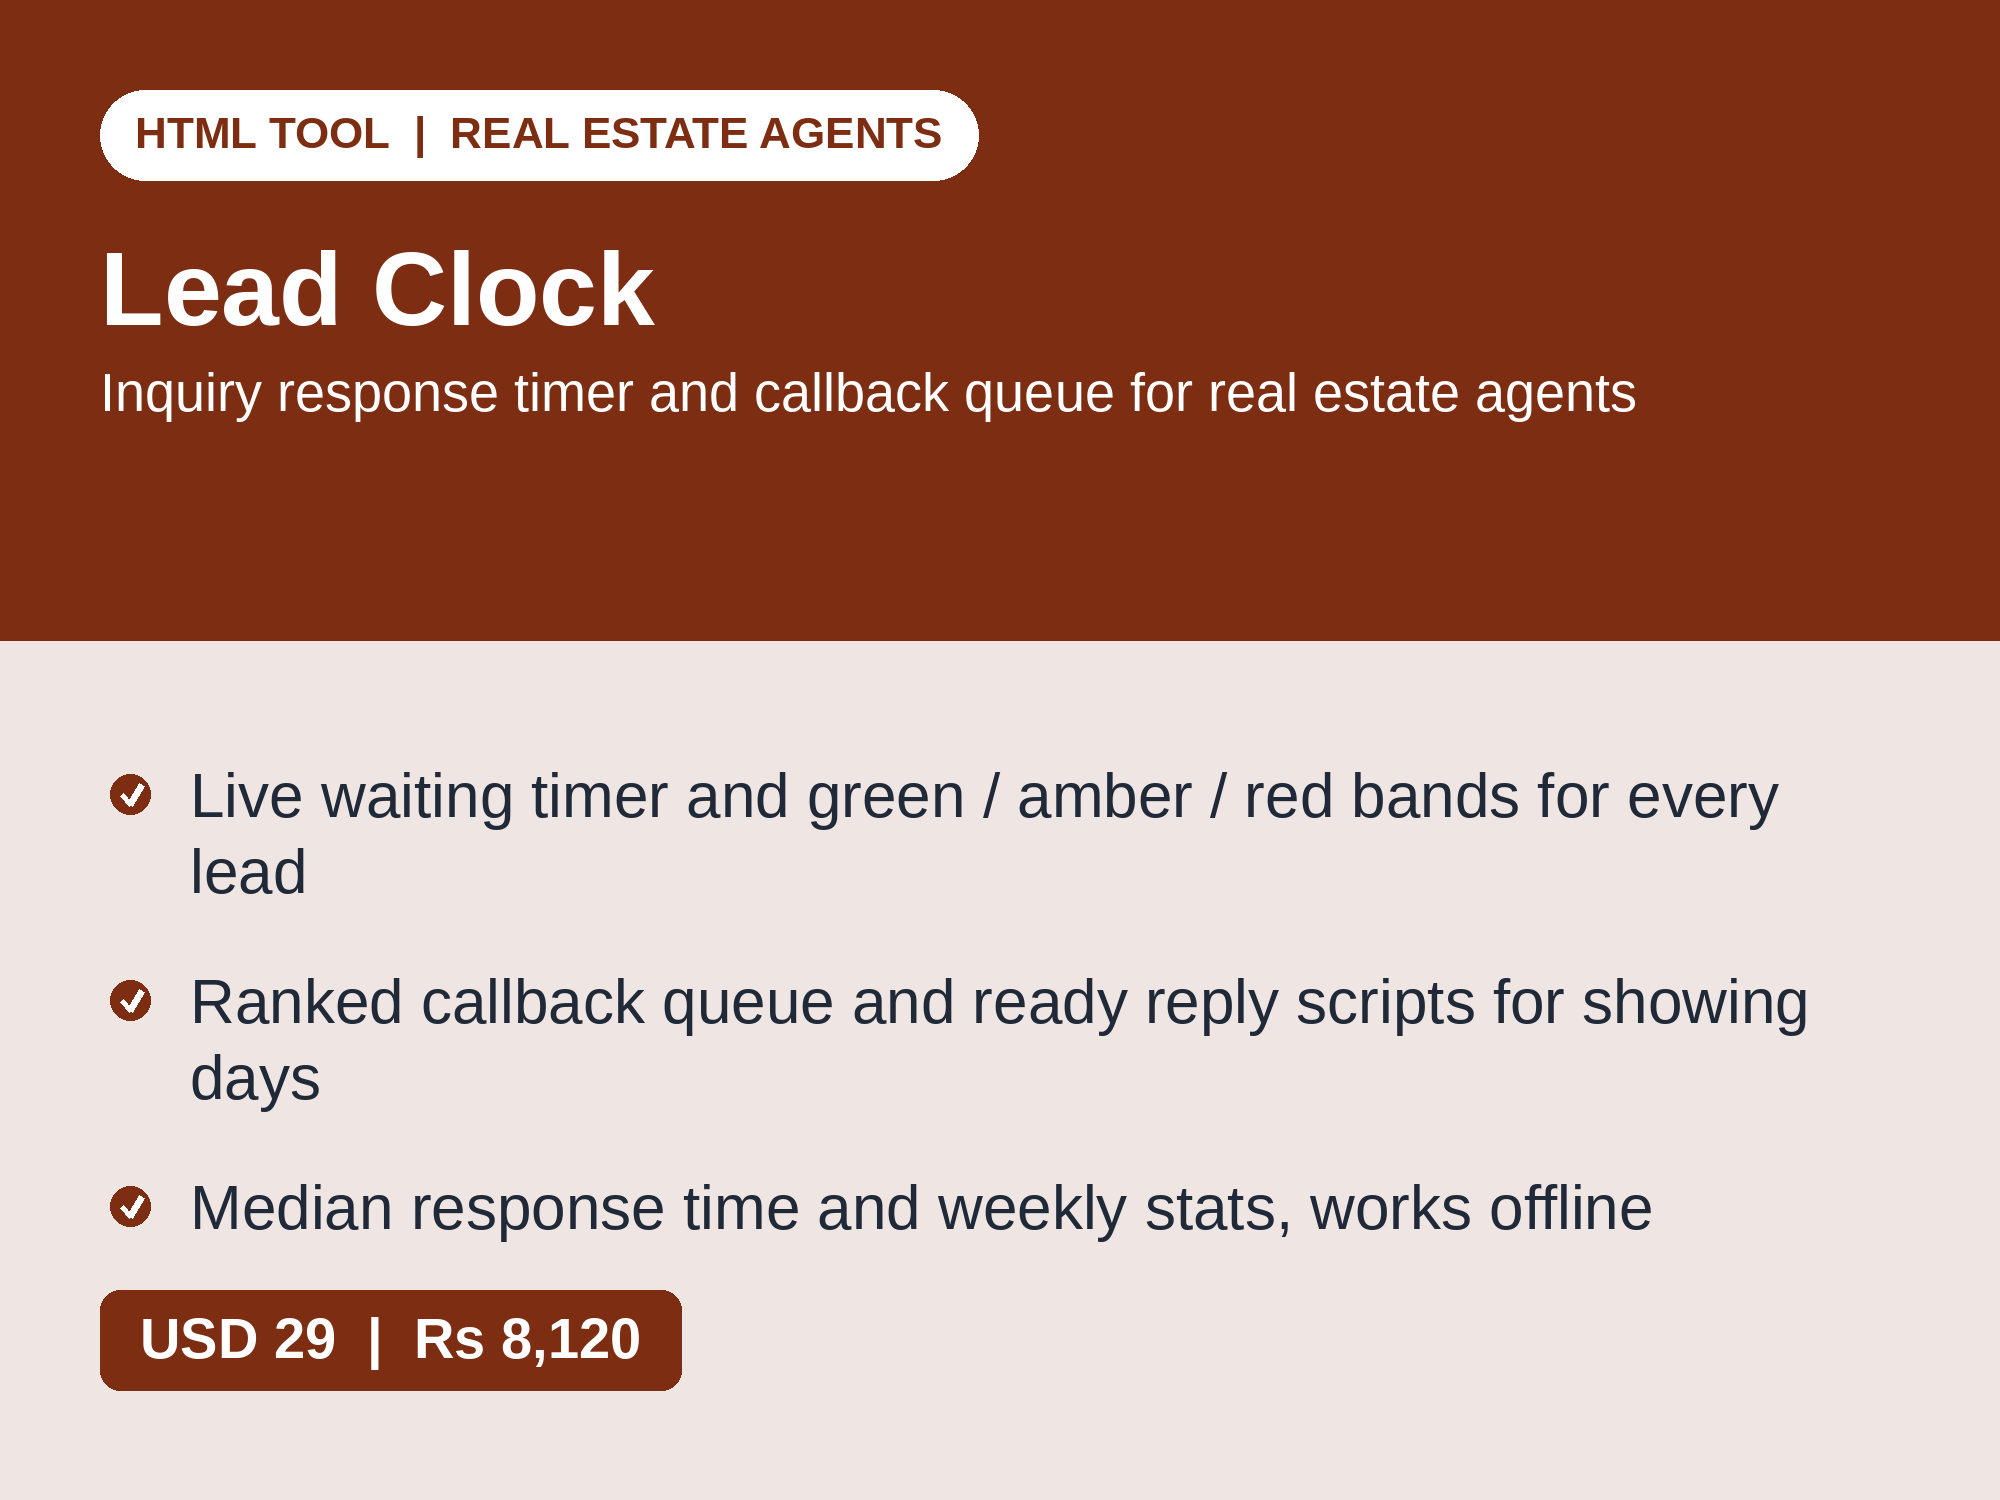 HTML TOOL | REAL ESTATE AGENTS
Lead Clock
Inquiry response timer and callback queue for real estate agents
Live waiting timer and green / amber / red bands for every
lead
Ranked callback queue and ready reply scripts for showing
days
Median response time and weekly stats, works offline
USD 29 | Rs 8,120